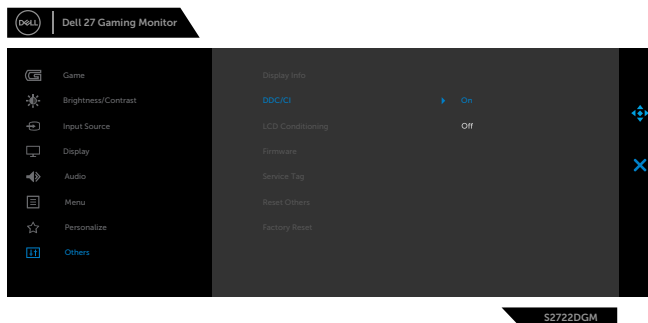 DELL
Dell 27 Gaming Monitor
Game
Display Info
Brightness/Contrast
DDC/CI
On
Input Source
LCD Conditioning
Off
Display
Firmware
Audio
Service Tag
Menu
Reset Others
Personalize
Factory Reset
Others
S2722DGM